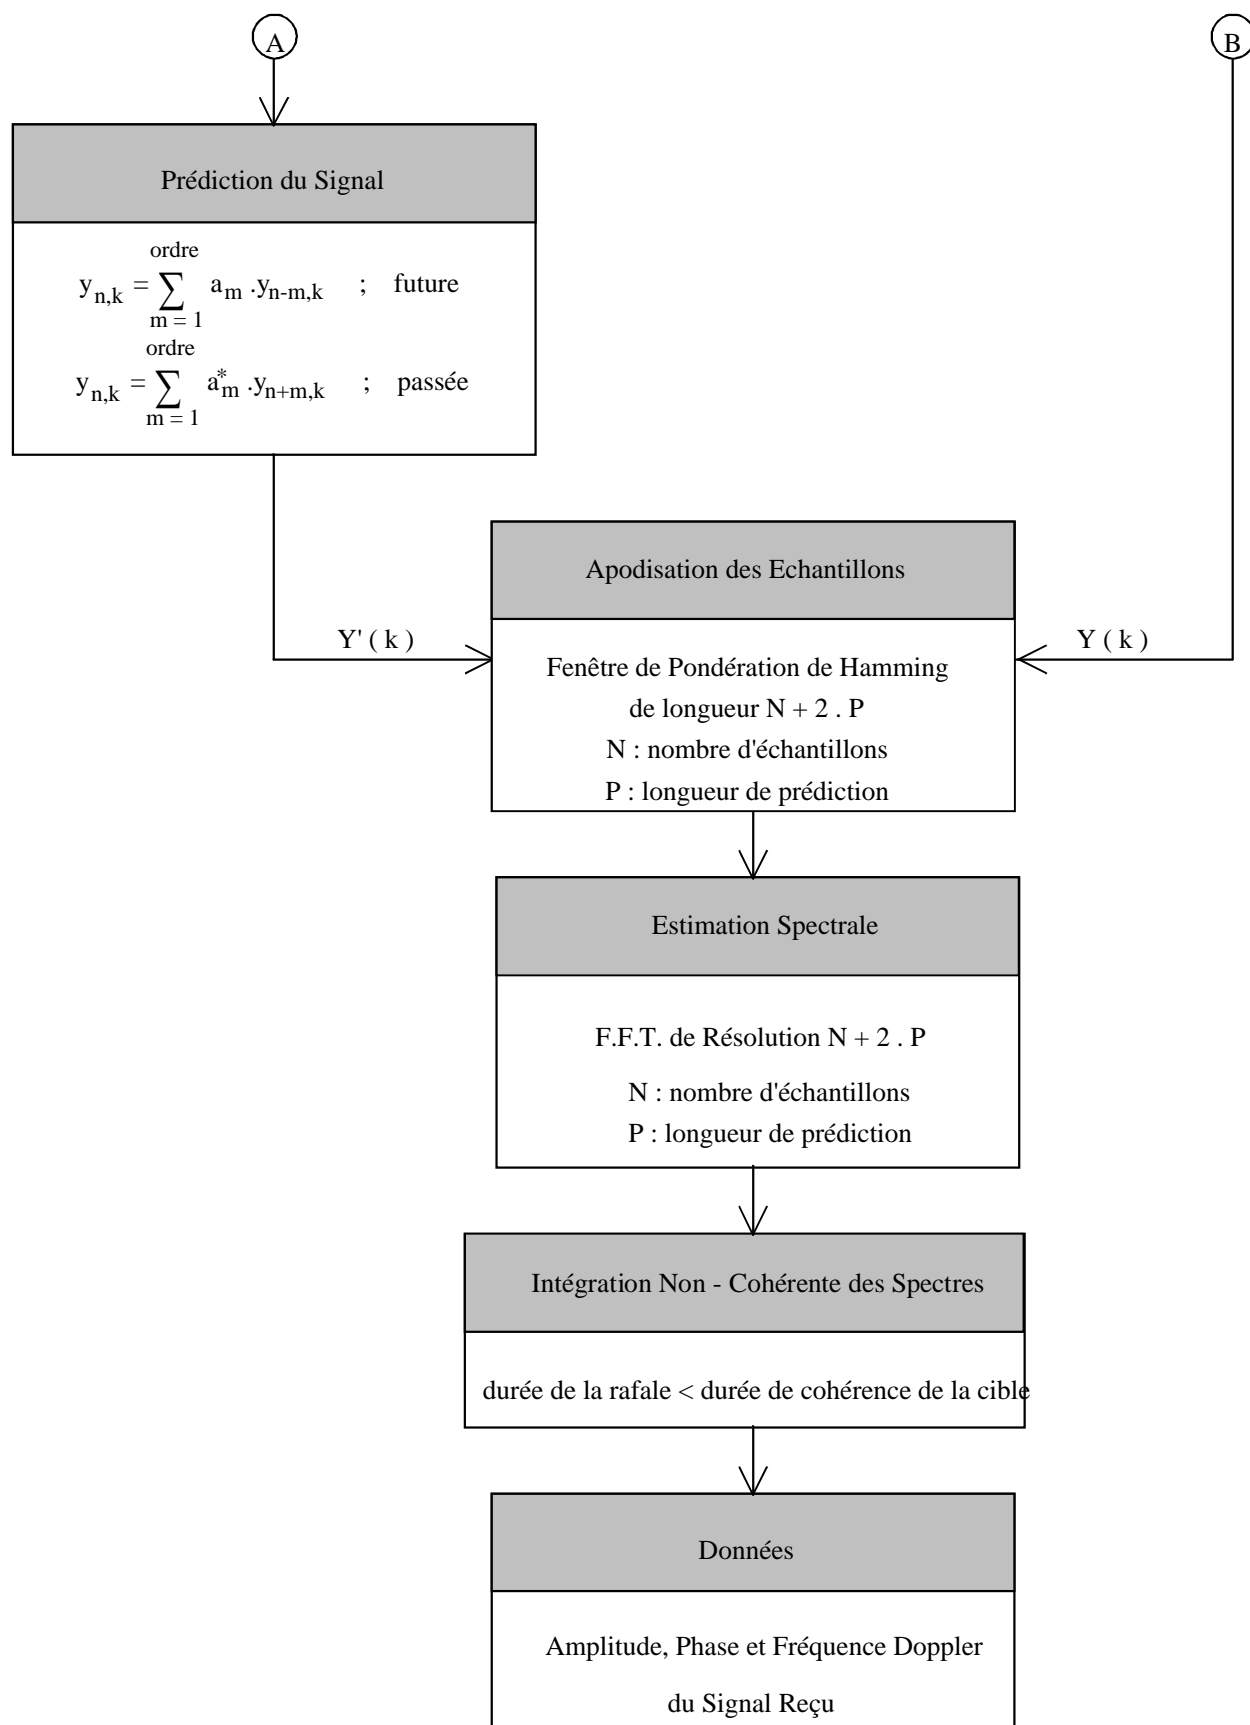 A
B
Prédiction du Signal
ordre
y_{n,k} = ∑ a_m .y_{n-m,k} ; future
m = 1
ordre
y_{n,k} = ∑ a*_m .y_{n+m,k} ; passée
m = 1
Apodisation des Echantillons
Y' ( k )
Y ( k )
Fenêtre de Pondération de Hamming
de longueur N + 2 . P
N : nombre d'échantillons
P : longueur de prédiction
Estimation Spectrale
F.F.T. de Résolution N + 2 . P
N : nombre d'échantillons
P : longueur de prédiction
Intégration Non - Cohérente des Spectres
durée de la rafale < durée de cohérence de la cible
Données
Amplitude, Phase et Fréquence Doppler
du Signal Reçu